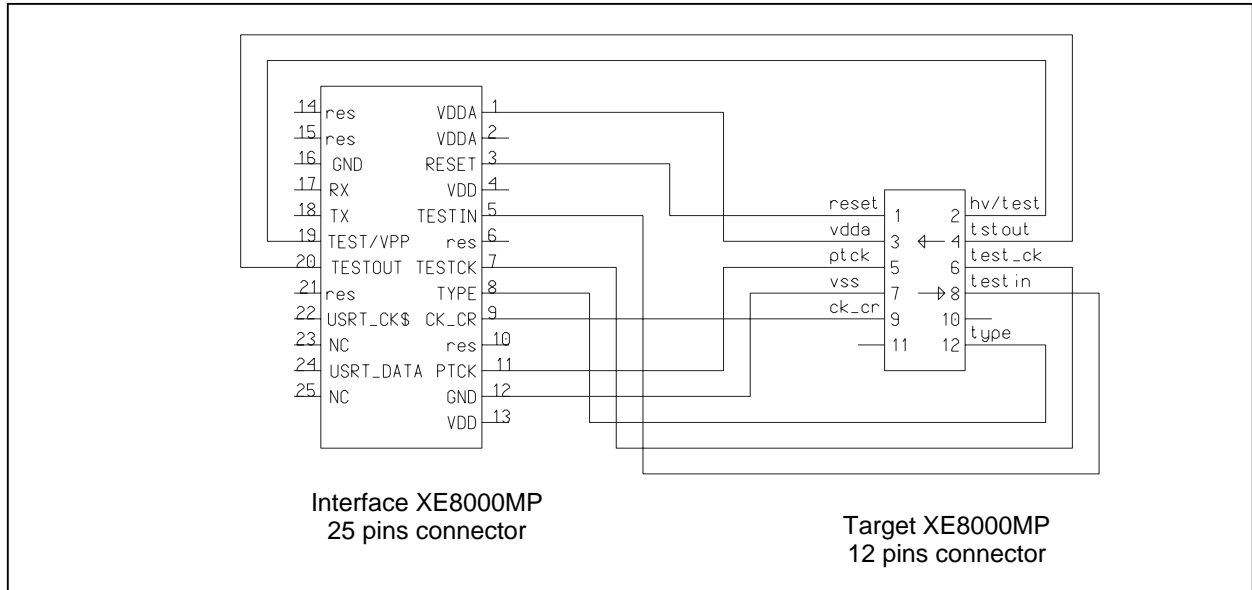 14 res VDDA 1
15 res VDDA 2
16 GND RESET 3
17 RX VDD 4
18 TX TESTIN 5
19 TEST/VPP res 6
20 TESTOUT TESTCK 7
21 res TYPE 8
22 USRT_CK$ CK_CR 9
23 NC res 10
24 USRT_DATA PTCK 11
25 NC GND 12
VDD 13
reset 1 2 hv/test
vdda 3 4 tstout
ptck 5 6 test_ck
vss 7 8 testin
ck_cr 9 10
11 12 type
Interface XE8000MP
25 pins connector
Target XE8000MP
12 pins connector